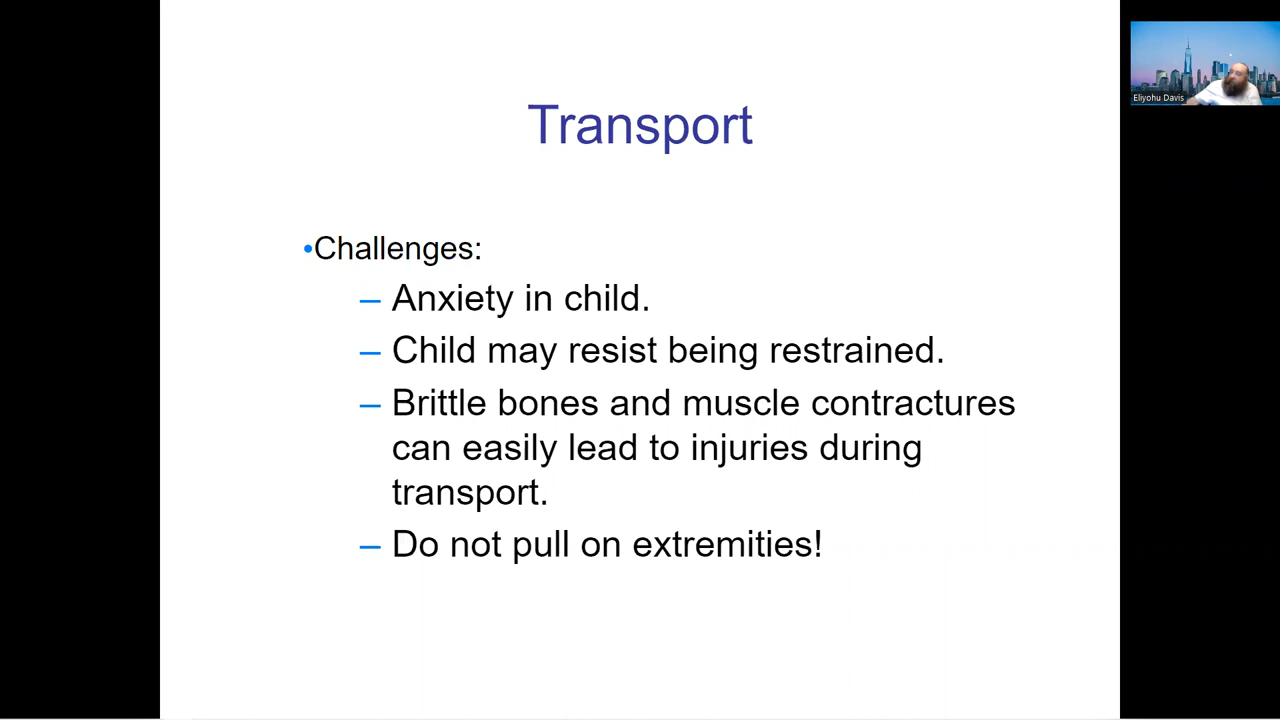 Transport
•Challenges:
– Anxiety in child.
– Child may resist being restrained.
– Brittle bones and muscle contractures
can easily lead to injuries during
transport.
– Do not pull on extremities!
Eliyohu Davis